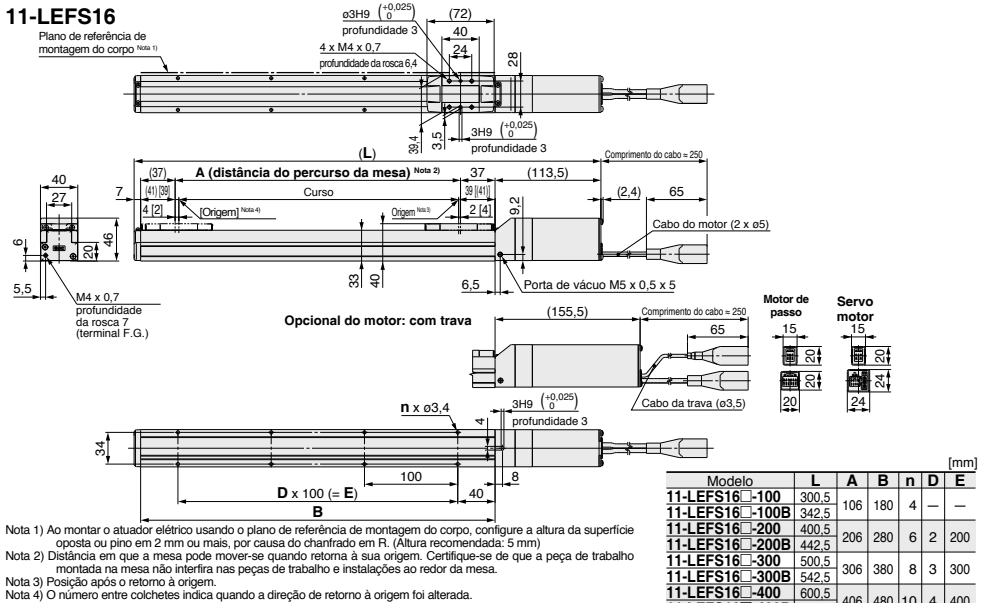 11-LEFS16
Plano de referência de
montagem do corpo Nota 1)
ø3H9 (+0,025 0)
profundidade 3
4 x M4 x 0,7
profundidade da rosca 6,4
(72)
40
24
28
39,4
3,5
3H9 (+0,025 0)
profundidade 3
(L)
Comprimento do cabo ≈ 250
(37)
A (distância do percurso da mesa) Nota 2)
37
(113,5)
(2,4)
65
7
(41) [39]
Curso
39 [(41)]
4 [2]
[Origem] Nota 4)
Origem Nota 3)
2 [4]
9,2
Cabo do motor (2 x ø5)
40
27
46
20
6
5,5
M4 x 0,7
profundidade
da rosca 7
(terminal F.G.)
33
40
6,5
Porta de vácuo M5 x 0,5 x 5
Opcional do motor: com trava
(155,5)
Comprimento do cabo ≈ 250
65
Cabo da trava (ø3,5)
Motor de
passo
15
20
20
20
Servo
motor
15
20
24
24
n x ø3,4
4
3H9 (+0,025 0)
profundidade 3
34
100
8
D x 100 (= E)
40
B
[mm]
Modelo L A B n D E
11-LEFS16□-100 300,5 106 180 4 — —
11-LEFS16□-100B 342,5
11-LEFS16□-200 400,5 206 280 6 2 200
11-LEFS16□-200B 442,5
11-LEFS16□-300 500,5 306 380 8 3 300
11-LEFS16□-300B 542,5
11-LEFS16□-400 600,5 406 480 10 4 400
Nota 1) Ao montar o atuador elétrico usando o plano de referência de montagem do corpo, configure a altura da superfície
oposta ou pino em 2 mm ou mais, por causa do chanfrado em R. (Altura recomendada: 5 mm)
Nota 2) Distância em que a mesa pode mover-se quando retorna à sua origem. Certifique-se de que a peça de trabalho
montada na mesa não interfira nas peças de trabalho e instalações ao redor da mesa.
Nota 3) Posição após o retorno à origem.
Nota 4) O número entre colchetes indica quando a direção de retorno à origem foi alterada.